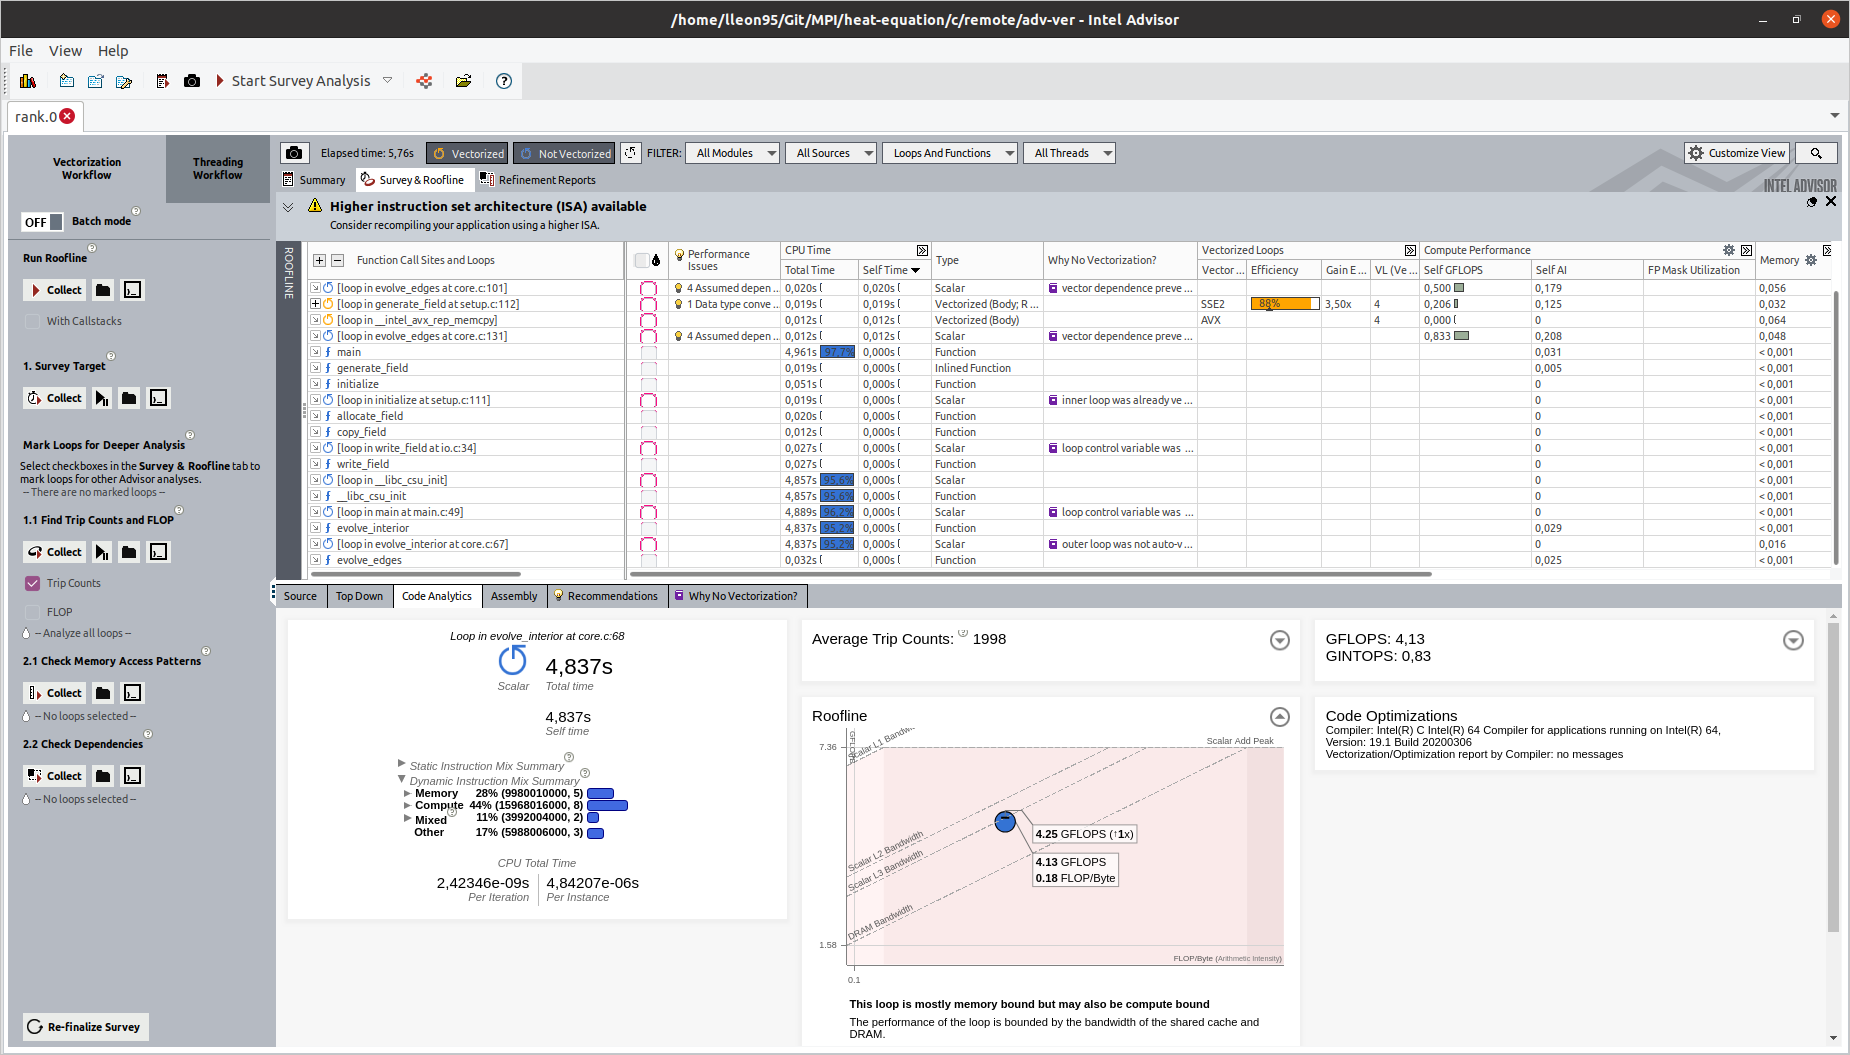 /home/lleon95/Git/MPI/heat-equation/c/remote/adv-ver - Intel Advisor
File View Help
Start Survey Analysis
rank.0
Vectorization Workflow
Threading Workflow
OFF Batch mode
Run Roofline
Collect
With Callstacks
1. Survey Target
Collect
Mark Loops for Deeper Analysis
Select checkboxes in the Survey & Roofline tab to
mark loops for other Advisor analyses.
-- There are no marked loops --
1.1 Find Trip Counts and FLOP
Collect
Trip Counts
FLOP
-- Analyze all loops --
2.1 Check Memory Access Patterns
Collect
-- No loops selected --
2.2 Check Dependencies
Collect
-- No loops selected --
Re-finalize Survey
Elapsed time: 5,76s Vectorized Not Vectorized FILTER: All Modules All Sources Loops And Functions All Threads Customize View
Summary Survey & Roofline Refinement Reports
INTEL ADVISOR
Higher instruction set architecture (ISA) available
Consider recompiling your application using a higher ISA.
ROOFLINE
Function Call Sites and Loops Performance Issues CPU Time Type Why No Vectorization? Vectorized Loops Compute Performance Memory
Total Time Self Time Vector ... Efficiency Gain E... VL (Ve... Self GFLOPS Self AI FP Mask Utilization
[loop in evolve_edges at core.c:101] 4 Assumed depen ... 0,020s 0,020s Scalar vector dependence preve ... 0,500 0,179 0,056
[loop in generate_field at setup.c:112] 1 Data type conve ... 0,019s 0,019s Vectorized (Body; R ... SSE2 88% 3,50x 4 0,206 0,125 0,032
[loop in __intel_avx_rep_memcpy] 0,012s 0,012s Vectorized (Body) AVX 4 0,000 0 0,064
[loop in evolve_edges at core.c:131] 4 Assumed depen ... 0,012s 0,012s Scalar vector dependence preve ... 0,833 0,208 0,048
main 4,961s 97,7% 0,000s Function 0,031 < 0,001
generate_field 0,019s 0,000s Inlined Function 0,005 < 0,001
initialize 0,051s 0,000s Function 0 < 0,001
[loop in initialize at setup.c:111] 0,019s 0,000s Scalar inner loop was already ve ... 0 < 0,001
allocate_field 0,020s 0,000s Function 0 < 0,001
copy_field 0,012s 0,000s Function 0 < 0,001
[loop in write_field at io.c:34] 0,027s 0,000s Scalar loop control variable was ... 0 < 0,001
write_field 0,027s 0,000s Function 0 < 0,001
[loop in __libc_csu_init] 4,857s 95,6% 0,000s Scalar 0 < 0,001
__libc_csu_init 4,857s 95,6% 0,000s Function 0 < 0,001
[loop in main at main.c:49] 4,889s 96,2% 0,000s Scalar loop control variable was ... 0 < 0,001
evolve_interior 4,837s 95,2% 0,000s Function 0,029 < 0,001
[loop in evolve_interior at core.c:67] 4,837s 95,2% 0,000s Scalar outer loop was not auto-v ... 0 0,016
evolve_edges 0,032s 0,000s Function 0,025 < 0,001
Source Top Down Code Analytics Assembly Recommendations Why No Vectorization?
Loop in evolve_interior at core.c:68
4,837s
Scalar Total time
4,837s
Self time
Static Instruction Mix Summary
Dynamic Instruction Mix Summary
Memory 28% (9980010000, 5)
Compute 44% (15968016000, 8)
Mixed 11% (3992004000, 2)
Other 17% (5988006000, 3)
CPU Total Time
2,42346e-09s 4,84207e-06s
Per Iteration Per Instance
Average Trip Counts: 1998
Roofline
GFLOPS
7.36
Scalar L1 Bandw
Scalar Add Peak
Scalar L2 Bandwidth
Scalar L3 Bandwidth
DRAM Bandwidth
4.25 GFLOPS (↑1x)
4.13 GFLOPS
0.18 FLOP/Byte
1.58
FLOP/Byte (Arithmetic Intensity)
0.1
This loop is mostly memory bound but may also be compute bound
The performance of the loop is bounded by the bandwidth of the shared cache and
DRAM.
GFLOPS: 4,13
GINTOPS: 0,83
Code Optimizations
Compiler: Intel(R) C Intel(R) 64 Compiler for applications running on Intel(R) 64,
Version: 19.1 Build 20200306
Vectorization/Optimization report by Compiler: no messages